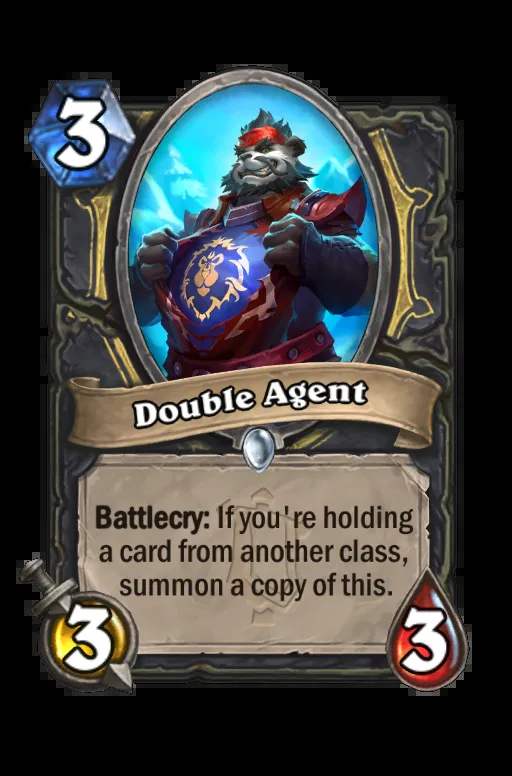 3
Double Agent
Battlecry: If you're holding
a card from another class,
summon a copy of this.
3
3